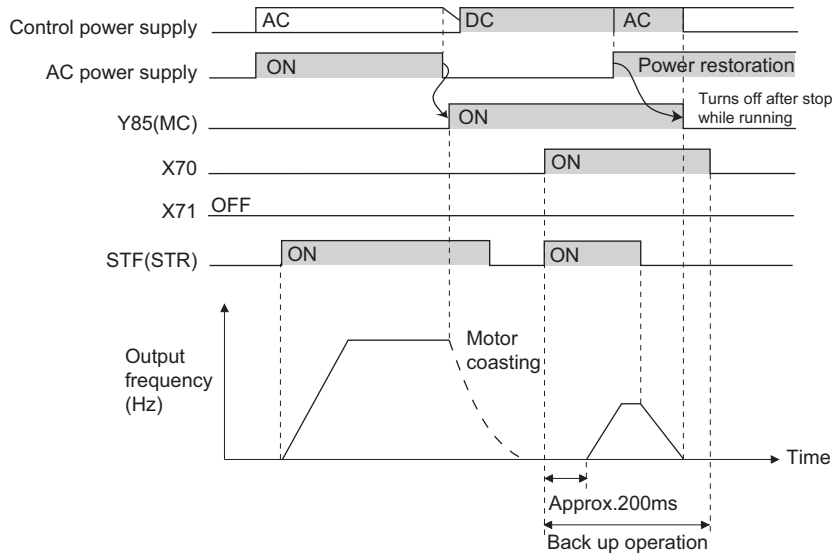 Control power supply
AC
DC
AC
AC power supply
ON
Power restoration
Y85(MC)
ON
Turns off after stop
while running
X70
ON
X71
OFF
STF(STR)
ON
ON
Output
frequency
(Hz)
Motor
coasting
Time
Approx.200ms
Back up operation